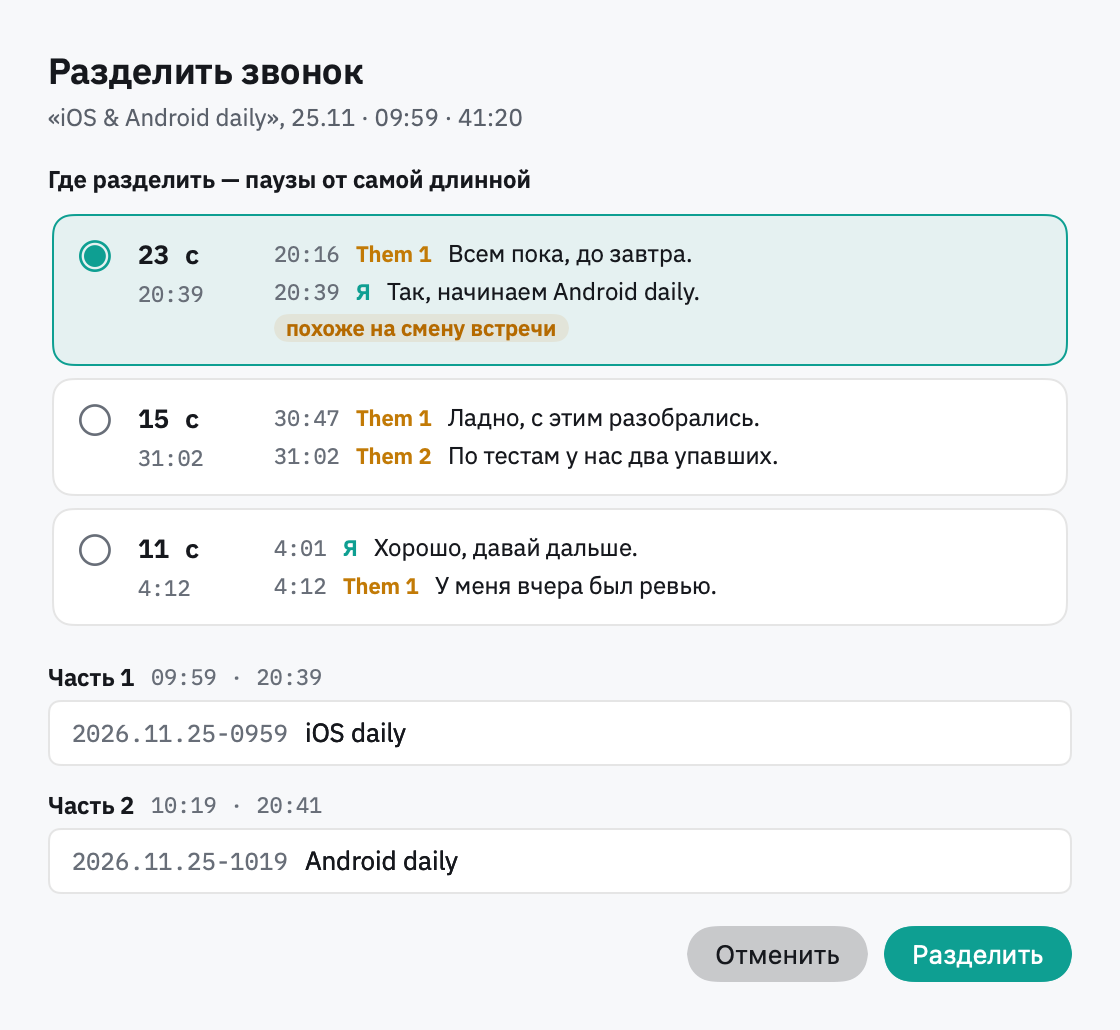 Разделить звонок
«iOS & Android daily», 25.11 · 09:59 · 41:20
Где разделить — паузы от самой длинной
23 с 20:16 Them 1 Всем пока, до завтра.
20:39 20:39 Я Так, начинаем Android daily.
похоже на смену встречи
15 с 30:47 Them 1 Ладно, с этим разобрались.
31:02 31:02 Them 2 По тестам у нас два упавших.
11 с 4:01 Я Хорошо, давай дальше.
4:12 4:12 Them 1 У меня вчера был ревью.
Часть 1 09:59 · 20:39
2026.11.25-0959 iOS daily
Часть 2 10:19 · 20:41
2026.11.25-1019 Android daily
Отменить Разделить